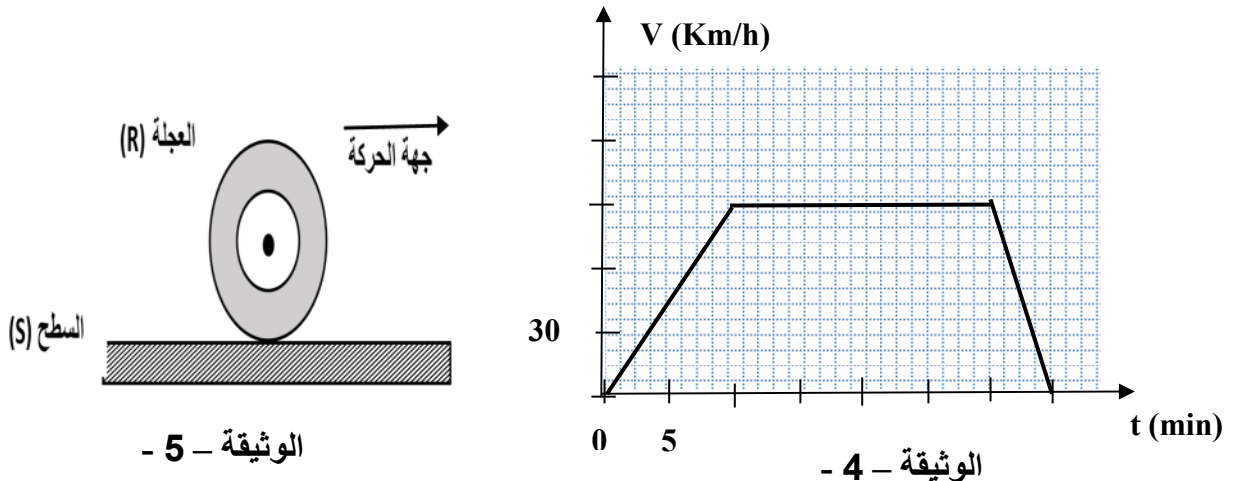 العجلة (R)
جهة الحركة
السطح (S)
الوثيقة – 5 -
V (Km/h)
30
0 5
t (min)
الوثيقة – 4 -